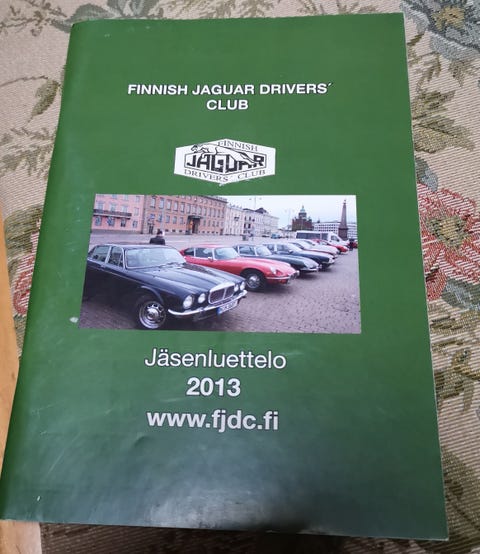 FINNISH JAGUAR DRIVERS´
CLUB
FINNISH
JAGUAR
DRIVERS' CLUB
Jäsenluettelo
2013
www.fjdc.fi